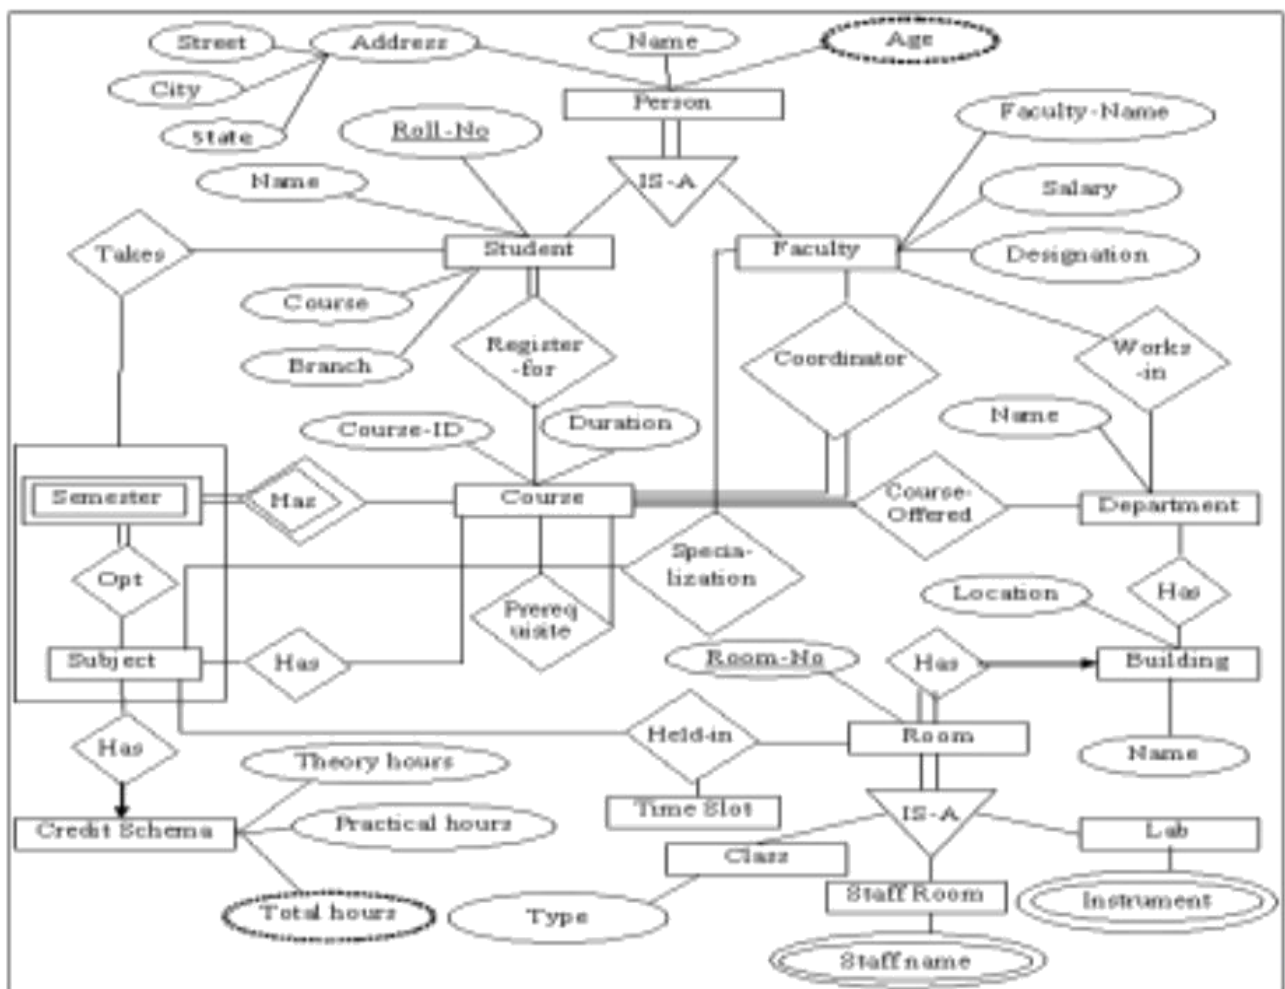 Street
Address
Name
Age
City
Person
Faculty-Name
state
Roll-No
Name
IS-A
Salary
Takes
Student
Faculty
Designation
Course
Register
-for
Coordinator
Works
-in
Branch
Course-ID
Duration
Name
Semester
Has
Course
Course-
Offered
Department
Opt
Specia-
lization
Location
Has
Prereq
uisite
Subject
Has
Room-No
Has
Building
Has
Held-in
Room
Name
Theory hours
Time Slot
IS-A
Credit Schema
Practical hours
Lab
Class
Staff Room
Instrument
Total hours
Type
Staff name